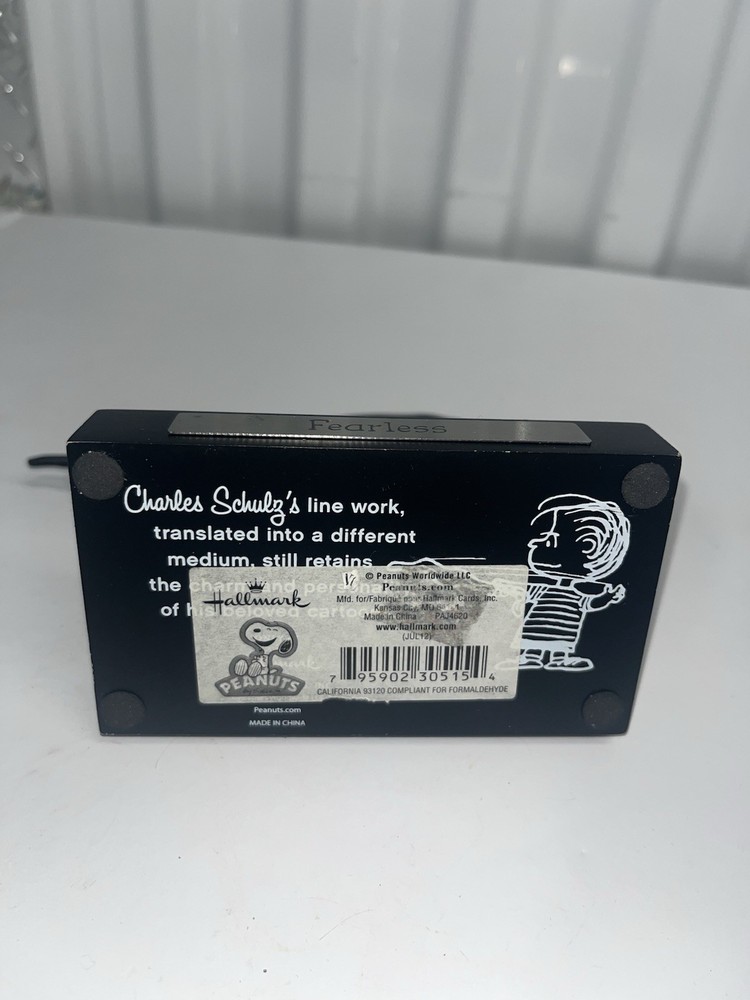 Fearless
Charles Schulz's line work,
translated into a different
medium, still retains
the charm and
of his beloved
Hallmark
PEANUTS
© Peanuts Worldwide LLC
Peanuts.com
Mfd. for/Fabriqué pour Hallmark Cards, Inc.
Kansas City, MO
Made in China PAJ4620
www.hallmark.com
(JUL12)
7 95902 30515 4
CALIFORNIA 93120 COMPLIANT FOR FORMALDEHYDE
Peanuts.com
MADE IN CHINA